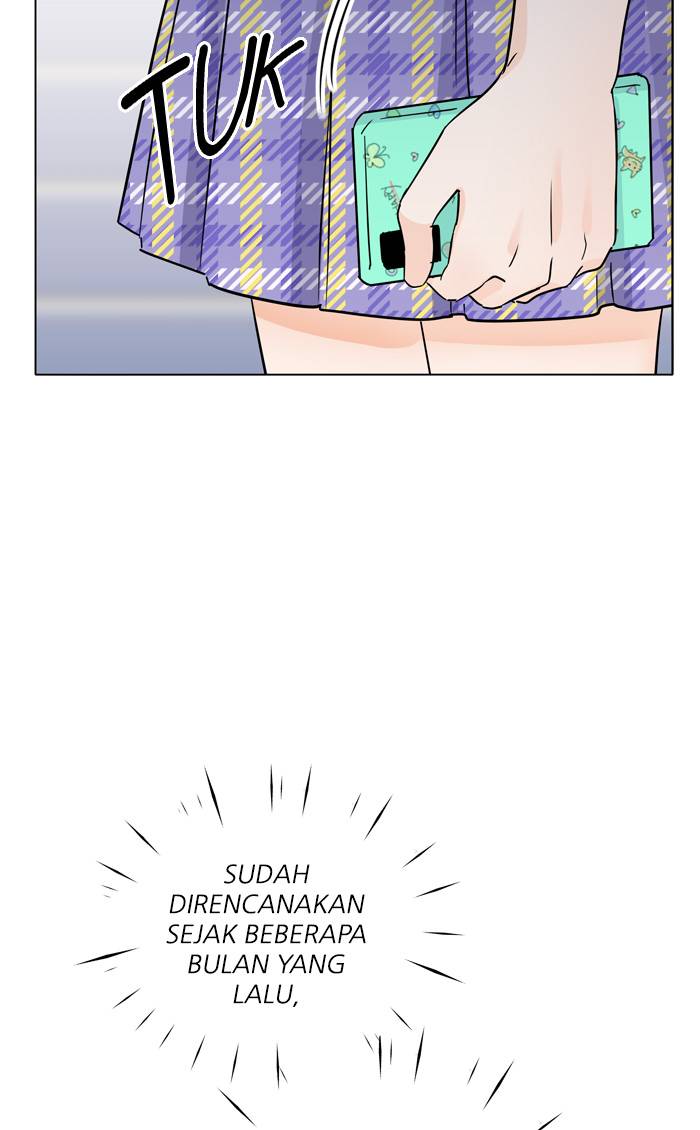 TUK
SUDAH
DIRENCANAKAN
SEJAK BEBERAPA
BULAN YANG
LALU,